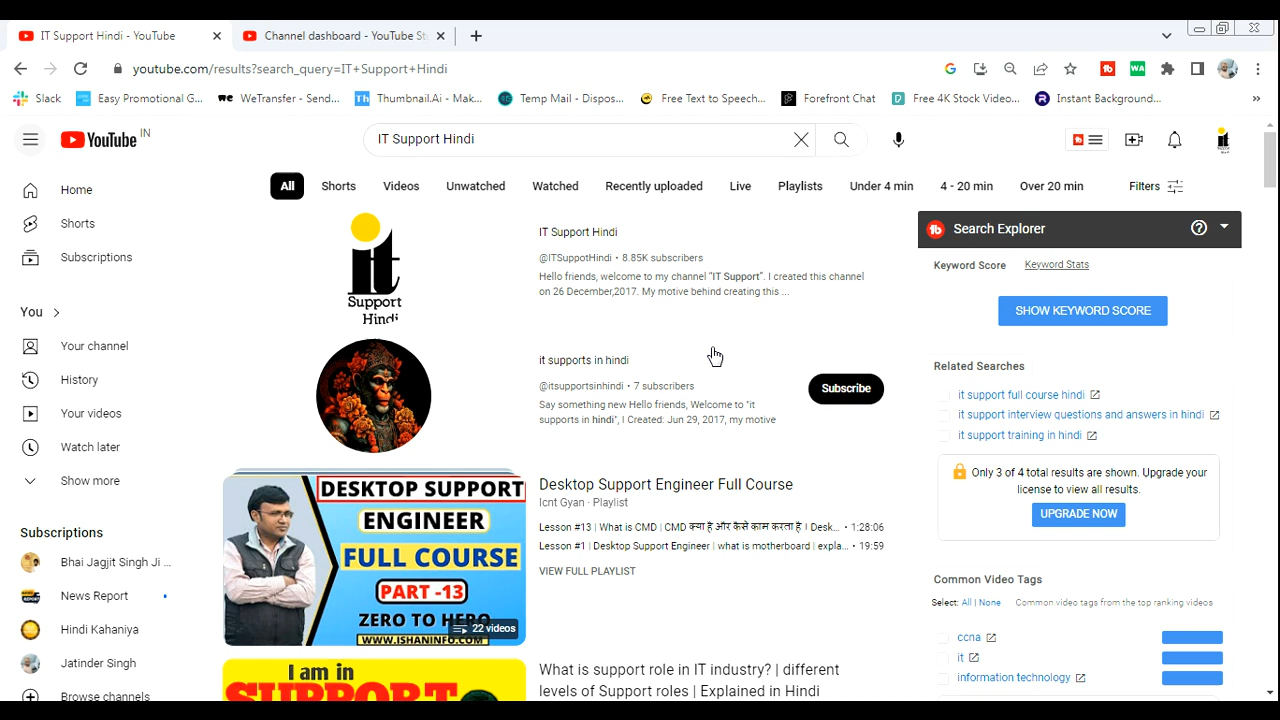 IT Support Hindi - YouTube
Channel dashboard - YouTube St
youtube.com/results?search_query=IT+Support+Hindi
Slack
Easy Promotional G...
WeTransfer - Send...
Thumbnail.Ai - Mak...
Temp Mail - Dispos...
Free Text to Speech...
Forefront Chat
Free 4K Stock Video...
Instant Background...
YouTube IN
IT Support Hindi
All
Shorts
Videos
Unwatched
Watched
Recently uploaded
Live
Playlists
Under 4 min
4 - 20 min
Over 20 min
Filters
Home
Shorts
Subscriptions
You
Your channel
History
Your videos
Watch later
Show more
Subscriptions
Bhai Jagjit Singh Ji ...
News Report
Hindi Kahaniya
Jatinder Singh
Browse channels
it
Support
Hindi
IT Support Hindi
@ITSuppotHindi • 8.85K subscribers
Hello friends, welcome to my channel "IT Support". I created this channel
on 26 December,2017. My motive behind creating this ...
it supports in hindi
@itsupportsinhindi • 7 subscribers
Say something new Hello friends, Welcome to "it
supports in hindi", I Created: Jun 29, 2017, my motive
Subscribe
DESKTOP SUPPORT
ENGINEER
FULL COURSE
PART -13
ZERO TO HERO
WWW.ISHANINFO.COM
22 videos
Desktop Support Engineer Full Course
Icnt Gyan · Playlist
Lesson #13 | What is CMD | CMD क्या है और कैसे काम करता है । Desk... • 1:28:06
Lesson #1 | Desktop Support Engineer | what is motherboard | expla... • 19:59
VIEW FULL PLAYLIST
I am in
SUPPORT
What is support role in IT industry? | different
levels of Support roles | Explained in Hindi
Search Explorer
Keyword Score
Keyword Stats
SHOW KEYWORD SCORE
Related Searches
it support full course hindi
it support interview questions and answers in hindi
it support training in hindi
Only 3 of 4 total results are shown. Upgrade your
license to view all results.
UPGRADE NOW
Common Video Tags
Select: All | None
Common video tags from the top ranking videos
ccna
it
information technology